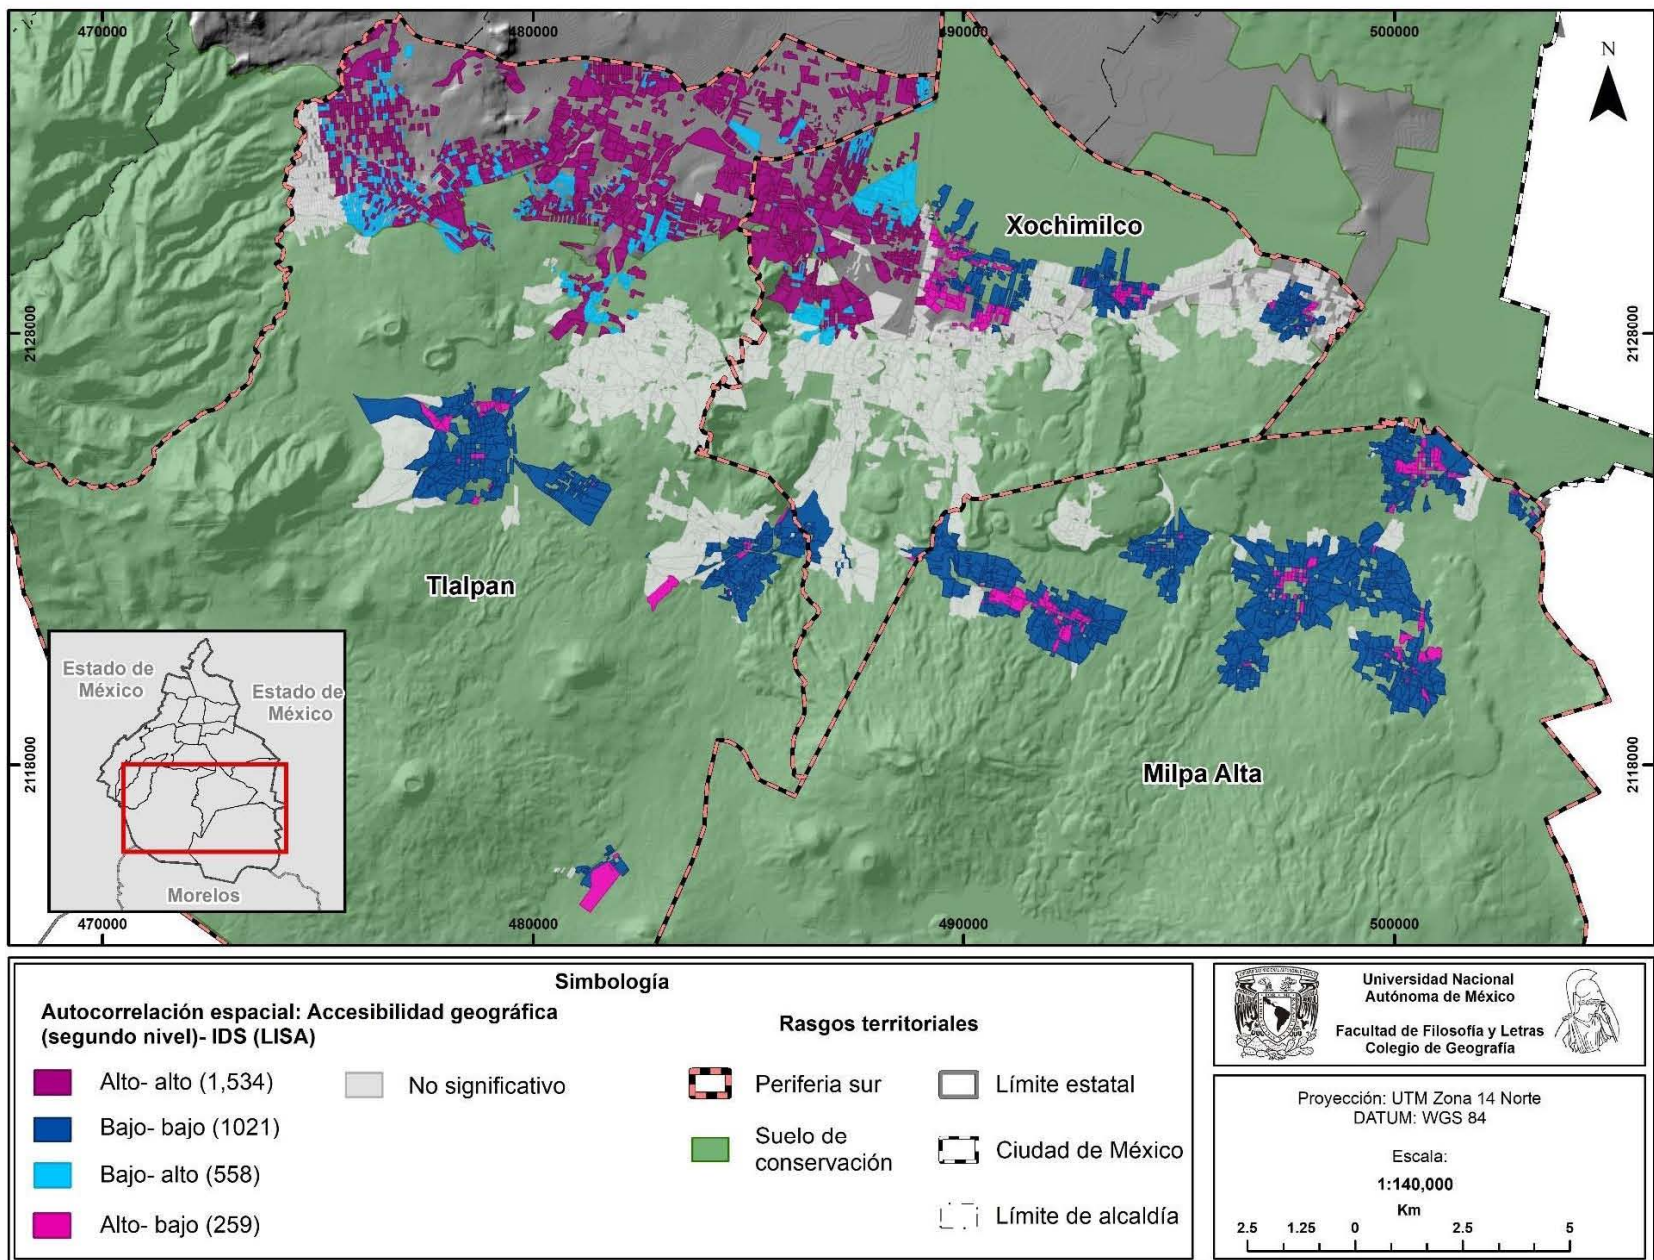 470000
480000
490000
500000
N
Xochimilco
2128000
2128000
Tlalpan
Estado de
México
Estado de
México
2118000
2118000
Milpa Alta
Morelos
470000
480000
490000
500000
Simbología
Autocorrelación espacial: Accesibilidad geográfica
(segundo nivel)- IDS (LISA)
Alto- alto (1,534)
Bajo- bajo (1021)
Bajo- alto (558)
Alto- bajo (259)
No significativo
Rasgos territoriales
Periferia sur
Suelo de
conservación
Límite estatal
Ciudad de México
Límite de alcaldía
Universidad Nacional
Autónoma de México
Facultad de Filosofía y Letras
Colegio de Geografía
Proyección: UTM Zona 14 Norte
DATUM: WGS 84
Escala:
1:140,000
Km
2.5 1.25 0 2.5 5